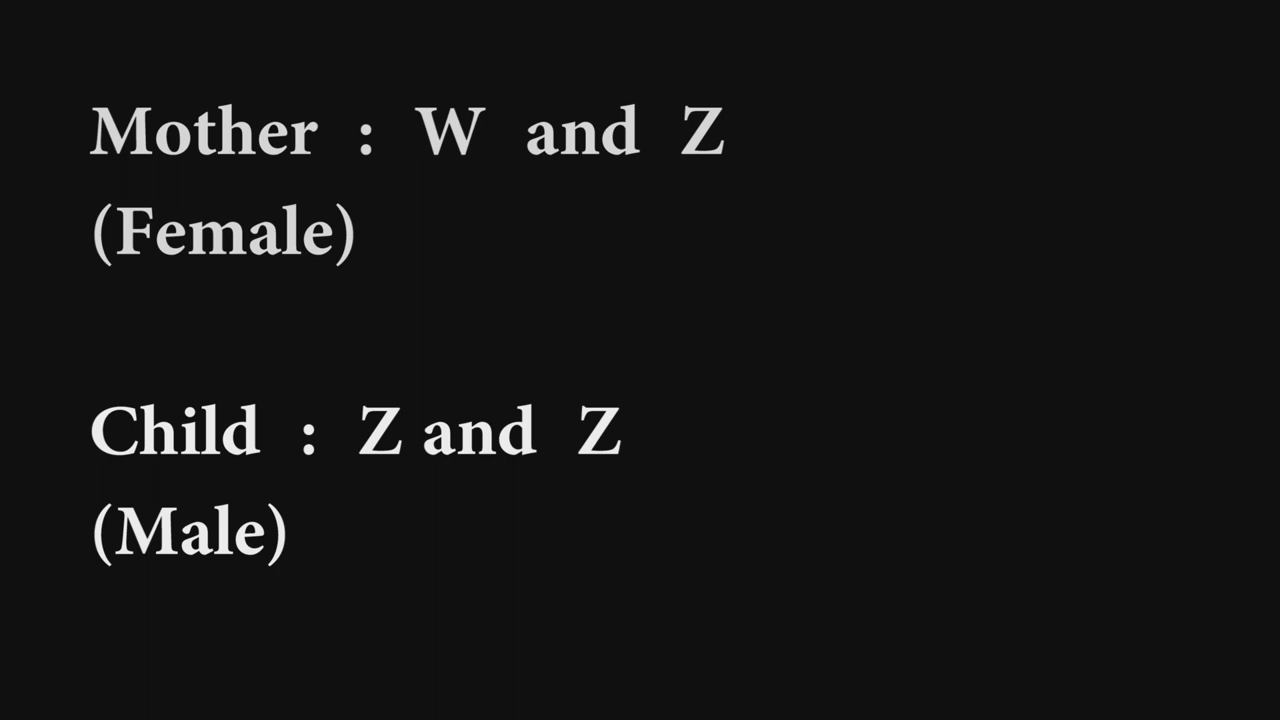 Mother : W and Z
(Female)
Child : Z and Z
(Male)